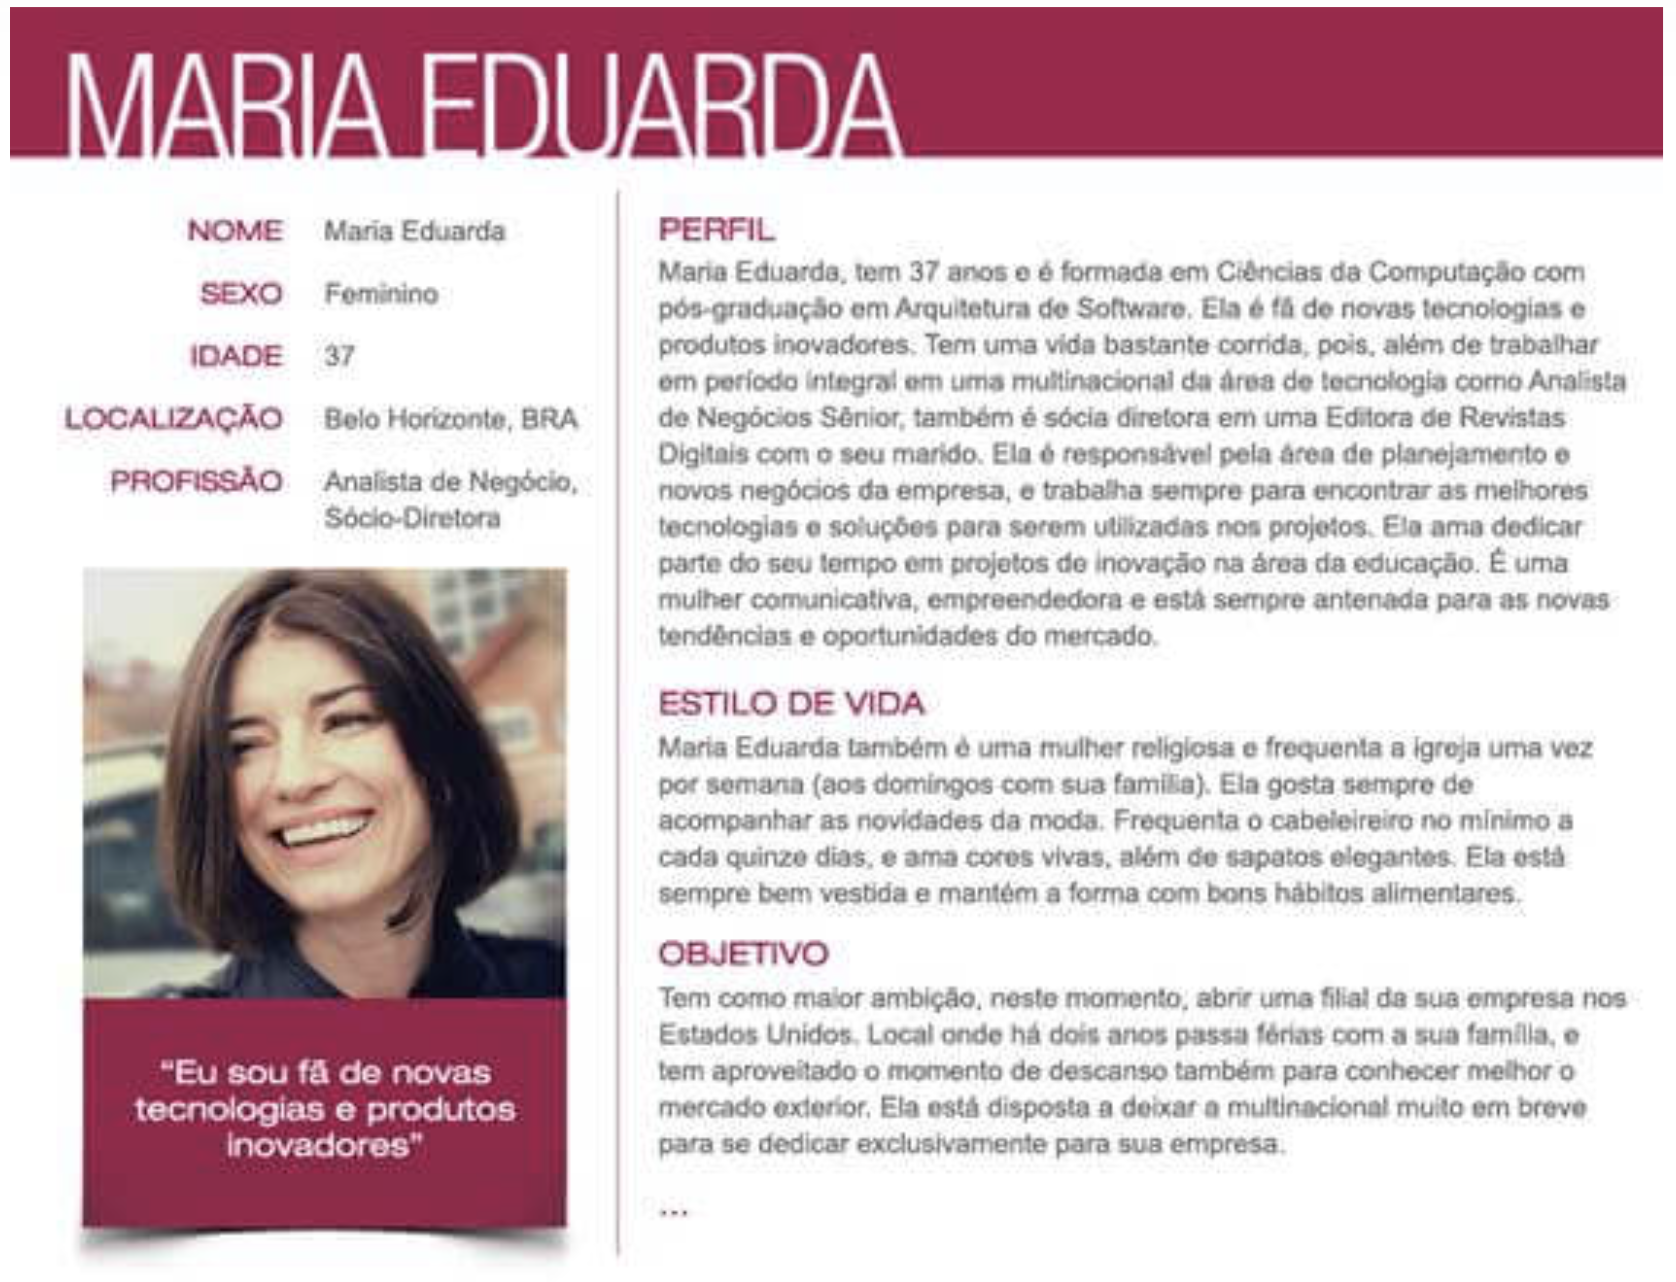 MARIA EDUARDA
NOME Maria Eduarda
SEXO Feminino
IDADE 37
LOCALIZAÇÃO Belo Horizonte, BRA
PROFISSÃO Analista de Negócio,
Sócio-Diretora
“Eu sou fã de novas
tecnologias e produtos
inovadores”
PERFIL
Maria Eduarda, tem 37 anos e é formada em Ciências da Computação com
pós-graduação em Arquitetura de Software. Ela é fã de novas tecnologias e
produtos inovadores. Tem uma vida bastante corrida, pois, além de trabalhar
em período integral em uma multinacional da área de tecnologia como Analista
de Negócios Sênior, também é sócia diretora em uma Editora de Revistas
Digitais com o seu marido. Ela é responsável pela área de planejamento e
novos negócios da empresa, e trabalha sempre para encontrar as melhores
tecnologias e soluções para serem utilizadas nos projetos. Ela ama dedicar
parte do seu tempo em projetos de inovação na área da educação. É uma
mulher comunicativa, empreendedora e está sempre antenada para as novas
tendências e oportunidades do mercado.
ESTILO DE VIDA
Maria Eduarda também é uma mulher religiosa e frequenta a igreja uma vez
por semana (aos domingos com sua família). Ela gosta sempre de
acompanhar as novidades da moda. Frequenta o cabeleireiro no mínimo a
cada quinze dias, e ama cores vivas, além de sapatos elegantes. Ela está
sempre bem vestida e mantém a forma com bons hábitos alimentares.
OBJETIVO
Tem como maior ambição, neste momento, abrir uma filial da sua empresa nos
Estados Unidos. Local onde há dois anos passa férias com a sua família, e
tem aproveitado o momento de descanso também para conhecer melhor o
mercado exterior. Ela está disposta a deixar a multinacional muito em breve
para se dedicar exclusivamente para sua empresa.
...